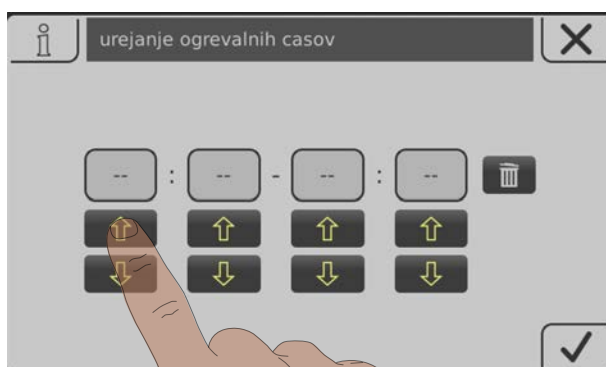 urejanje ogrevalnih casov
-- : -- - -- : --